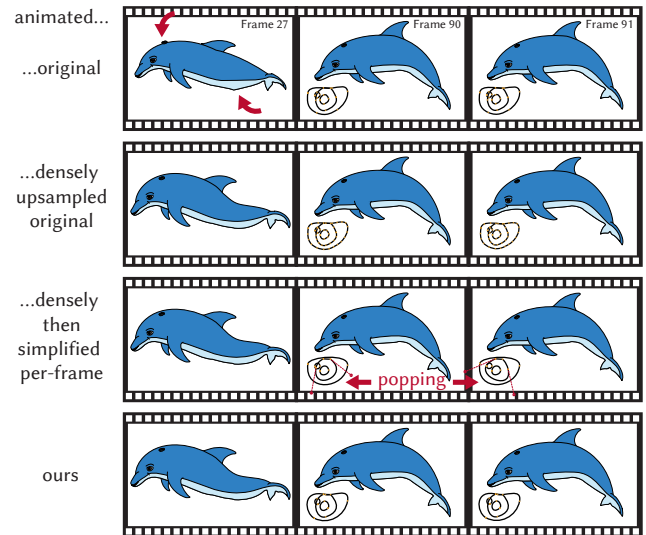 animated...
Frame 27
Frame 90
Frame 91
...original
...densely
upsampled
original
...densely
then
simplified
per-frame
popping
ours